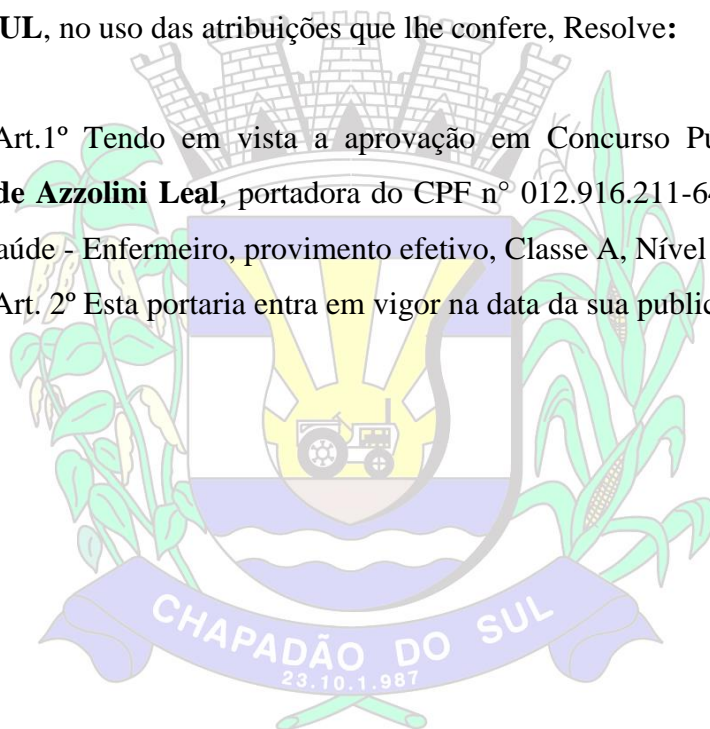 UL, no uso das atribuições que lhe confere, Resolve:
Art.1º Tendo em vista a aprovação em Concurso Pu
de Azzolini Leal, portadora do CPF n° 012.916.211-64
aúde - Enfermeiro, provimento efetivo, Classe A, Nível
Art. 2º Esta portaria entra em vigor na data da sua public
CHAPADÃO DO SUL
23.10.1.987